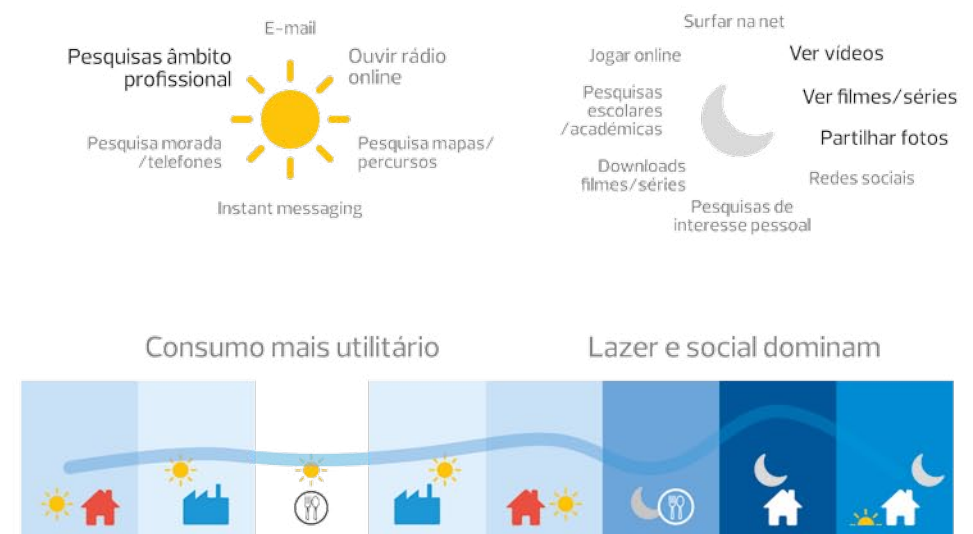 E-mail
Pesquisas âmbito
profissional
Ouvir rádio
online
Pesquisa morada
/telefones
Pesquisa mapas/
percursos
Instant messaging
Surfar na net
Jogar online
Ver vídeos
Pesquisas
escolares
/académicas
Ver filmes/séries
Partilhar fotos
Downloads
filmes/séries
Redes sociais
Pesquisas de
interesse pessoal
Consumo mais utilitário
Lazer e social dominam